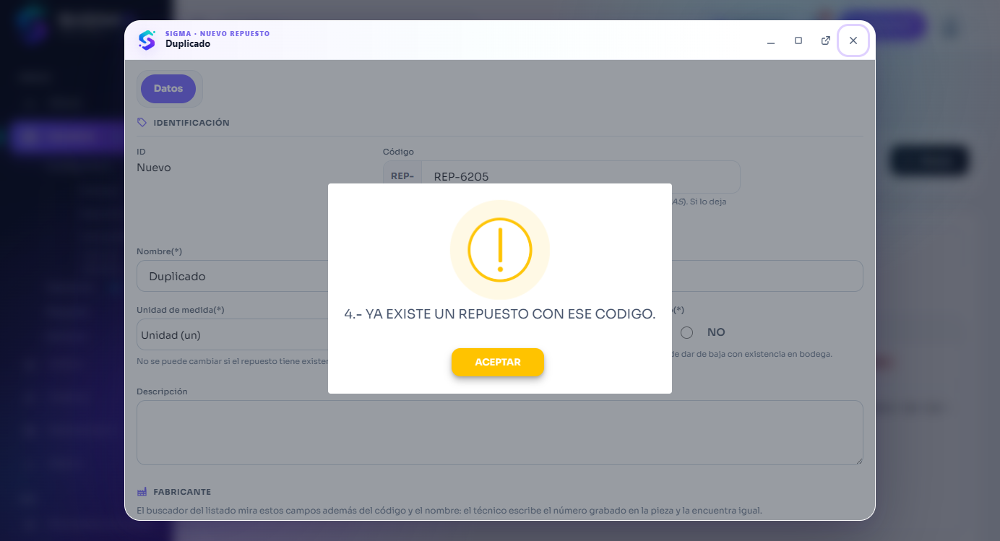 SIGMA · NUEVO REPUESTO
Duplicado
Datos
IDENTIFICACIÓN
ID
Código
Nuevo
REP-
REP-6205
AS). Si lo deja
Nombre(*)
Duplicado
4.- YA EXISTE UN REPUESTO CON ESE CODIGO.
Unidad de medida(*)
(*)
Unidad (un)
NO
No se puede cambiar si el repuesto tiene existen
de dar de baja con existencia en bodega.
ACEPTAR
Descripción
FABRICANTE
El buscador del listado mira estos campos además del código y el nombre: el técnico escribe el número grabado en la pieza y la encuentra igual.